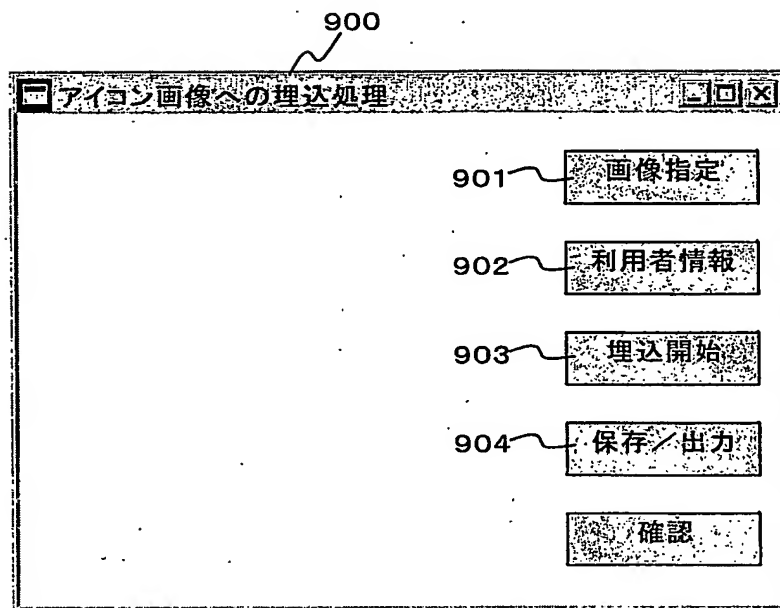 900
アイコン画像への埋込処理
901 画像指定
902 利用者情報
903 埋込開始
904 保存／出力
確認